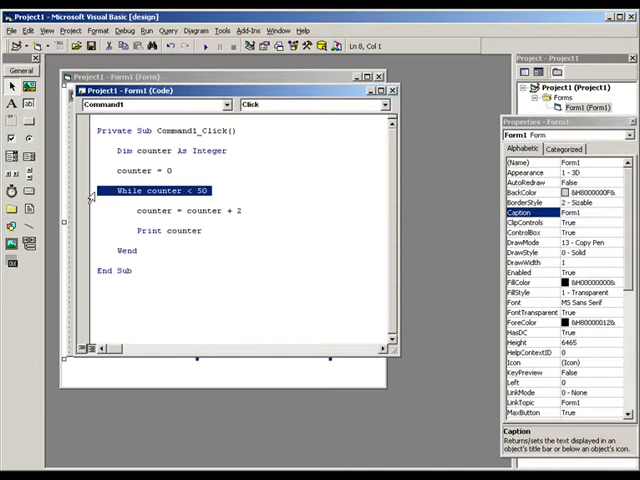 Project1 - Microsoft Visual Basic [design]
File Edit View Project Format Debug Run Query Diagram Tools Add-Ins Window Help
Ln 8, Col 1
General
Project1 - Form1 (Form)
Project1 - Form1 (Code)
Command1 Click
Private Sub Command1_Click()
Dim counter As Integer
counter = 0
While counter < 50
counter = counter + 2
Print counter
Wend
End Sub
Project - Project1
Project1 (Project1)
Forms
Form1 (Form1)
Properties - Form1
Form1 Form
Alphabetic Categorized
(Name) Form1
Appearance 1 - 3D
AutoRedraw False
BackColor &H8000000F&
BorderStyle 2 - Sizable
Caption Form1
ClipControls True
ControlBox True
DrawMode 13 - Copy Pen
DrawStyle 0 - Solid
DrawWidth 1
Enabled True
FillColor &H00000000&
FillStyle 1 - Transparent
Font MS Sans Serif
FontTransparent True
ForeColor &H80000012&
HasDC True
Height 6465
HelpContextID 0
Icon (Icon)
KeyPreview False
Left 0
LinkMode 0 - None
LinkTopic Form1
MaxButton True
Caption
Returns/sets the text displayed in an
object's title bar or below an object's icon.